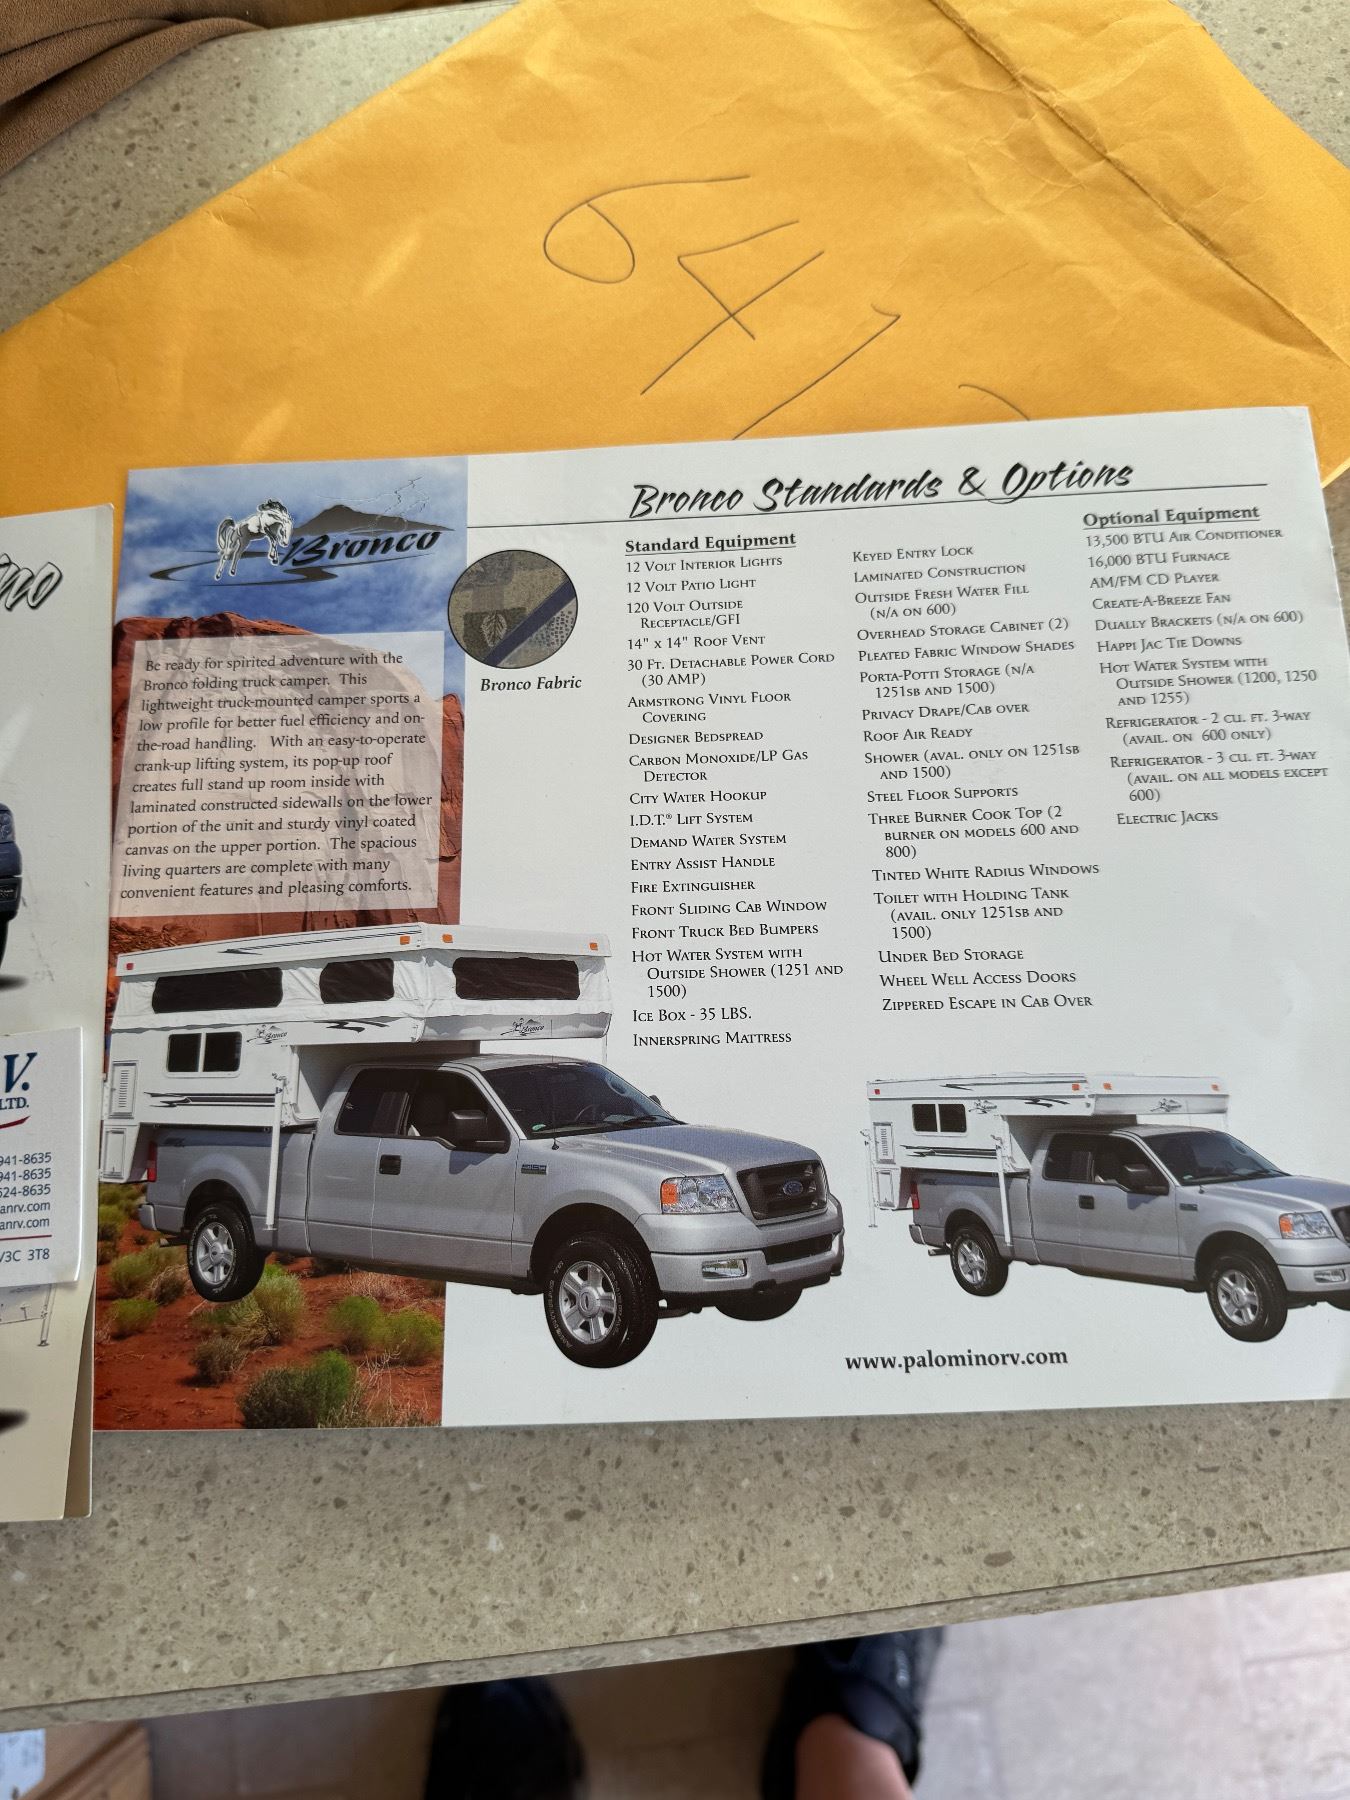 Bronco
Be ready for spirited adventure with the
Bronco folding truck camper. This
lightweight truck-mounted camper sports a
low profile for better fuel efficiency and on-
the-road handling. With an easy-to-operate
crank-up lifting system, its pop-up roof
creates full stand up room inside with
laminated constructed sidewalls on the lower
portion of the unit and sturdy vinyl coated
canvas on the upper portion. The spacious
living quarters are complete with many
convenient features and pleasing comforts.
Bronco Fabric
Bronco Standards & Options
Standard Equipment
12 Volt Interior Lights
12 Volt Patio Light
120 Volt Outside
Receptacle/GFI
14" x 14" Roof Vent
30 Ft. Detachable Power Cord
(30 AMP)
Armstrong Vinyl Floor
Covering
Designer Bedspread
Carbon Monoxide/LP Gas
Detector
City Water Hookup
I.D.T.® Lift System
Demand Water System
Entry Assist Handle
Fire Extinguisher
Front Sliding Cab Window
Front Truck Bed Bumpers
Hot Water System with
Outside Shower (1251 and
1500)
Ice Box - 35 lbs.
Innerspring Mattress
Keyed Entry Lock
Laminated Construction
Outside Fresh Water Fill
(n/a on 600)
Overhead Storage Cabinet (2)
Pleated Fabric Window Shades
Porta-Potti Storage (n/a
1251sb and 1500)
Privacy Drape/Cab over
Roof Air Ready
Shower (aval. only on 1251sb
and 1500)
Steel Floor Supports
Three Burner Cook Top (2
burner on models 600 and
800)
Tinted White Radius Windows
Toilet with Holding Tank
(avail. only 1251sb and
1500)
Under Bed Storage
Wheel Well Access Doors
Zippered Escape in Cab Over
Optional Equipment
13,500 BTU Air Conditioner
16,000 BTU Furnace
AM/FM CD Player
Create-A-Breeze Fan
Dually Brackets (n/a on 600)
Happi Jac Tie Downs
Hot Water System with
Outside Shower (1200, 1250
and 1255)
Refrigerator - 2 cu. ft. 3-way
(avail. on 600 only)
Refrigerator - 3 cu. ft. 3-way
(avail. on all models except
600)
Electric Jacks
Bronco
Bronco
www.palominorv.com
V.
LTD.
941-8635
941-8635
524-8635
anrv.com
anrv.com
V3C 3T8